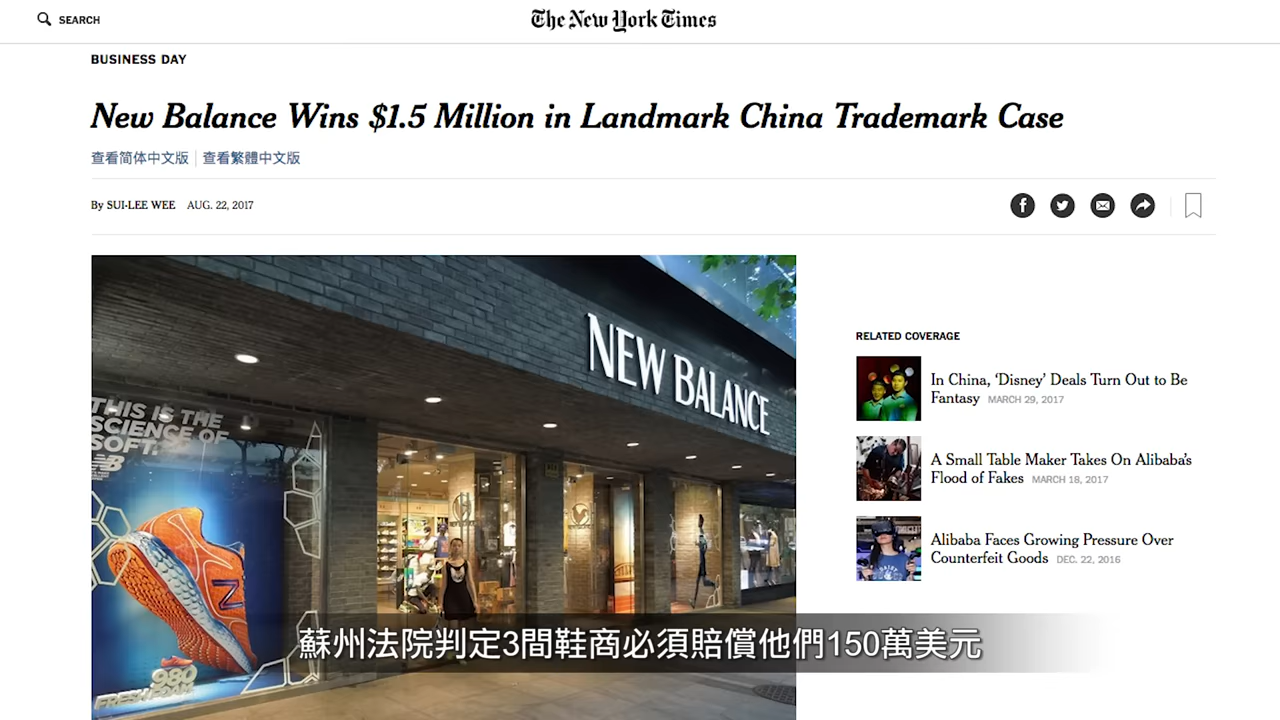 SEARCH
The New York Times
BUSINESS DAY
New Balance Wins $1.5 Million in Landmark China Trademark Case
查看简体中文版 | 查看繁體中文版
By SUI-LEE WEE AUG. 22, 2017
NEW BALANCE
THIS IS THE
SCIENCE OF
SOFT.
980
FRESH FOAM
RELATED COVERAGE
In China, ‘Disney’ Deals Turn Out to Be
Fantasy MARCH 29, 2017
A Small Table Maker Takes On Alibaba’s
Flood of Fakes MARCH 18, 2017
Alibaba Faces Growing Pressure Over
Counterfeit Goods DEC. 22, 2016
蘇州法院判定3間鞋商必須賠償他們150萬美元